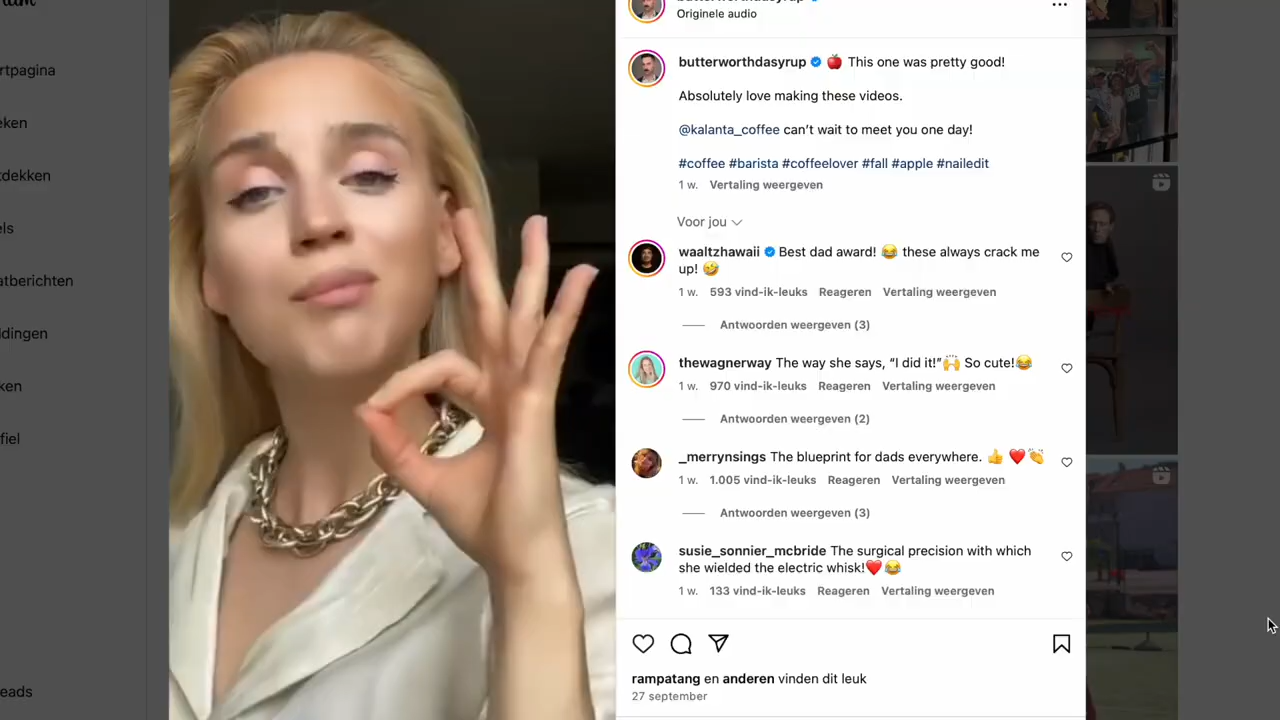 Originele audio
butterworthdasyrup 🍎 This one was pretty good!
Absolutely love making these videos.
@kalanta_coffee can't wait to meet you one day!
#coffee #barista #coffeelover #fall #apple #nailedit
1 w. Vertaling weergeven
Voor jou
waaltzhawaii Best dad award! 😂 these always crack me
up! 🤣
1 w. 593 vind-ik-leuks Reageren Vertaling weergeven
Antwoorden weergeven (3)
thewagnerway The way she says, “I did it!”🙌 So cute!😂
1 w. 970 vind-ik-leuks Reageren Vertaling weergeven
Antwoorden weergeven (2)
_merrynsings The blueprint for dads everywhere. 👍 ❤️👏
1 w. 1.005 vind-ik-leuks Reageren Vertaling weergeven
Antwoorden weergeven (3)
susie_sonnier_mcbride The surgical precision with which
she wielded the electric whisk!❤️😂
1 w. 133 vind-ik-leuks Reageren Vertaling weergeven
rampatang en anderen vinden dit leuk
27 september
rtpagina
eken
tdekken
els
atberichten
dingen
ken
fiel
eads